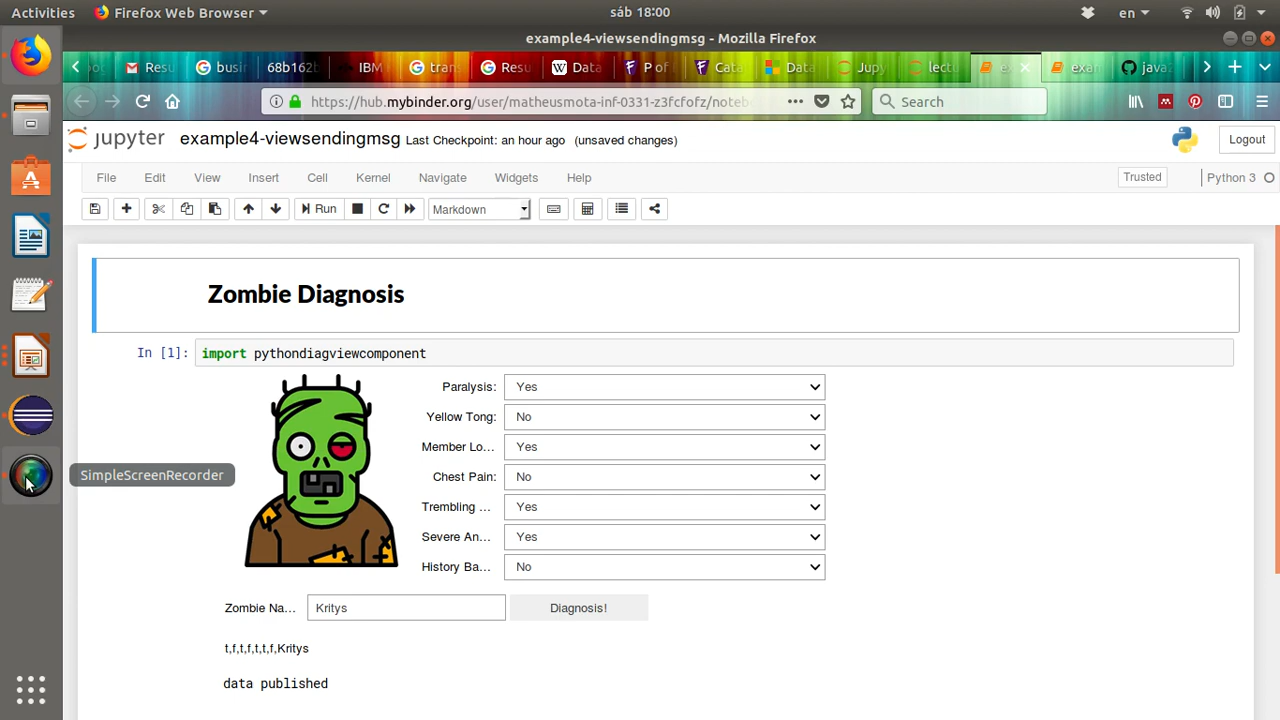 Activities Firefox Web Browser sáb 18:00 en
example4-viewsendingmsg - Mozilla Firefox
Resu busi 68b162 IBM trans Resu Data P of Cata Data Jupy lectu exam java2
https://hub.mybinder.org/user/matheusmota-inf-0331-z3fcfofz/noteb Search
jupyter example4-viewsendingmsg Last Checkpoint: an hour ago (unsaved changes) Logout
File Edit View Insert Cell Kernel Navigate Widgets Help Trusted Python 3
Run Markdown
Zombie Diagnosis
In [1]: import pythondiagviewcomponent
Paralysis: Yes
Yellow Tong: No
Member Lo... Yes
Chest Pain: No
SimpleScreenRecorder
Trembling ... Yes
Severe An... Yes
History Ba... No
Zombie Na... Kritys Diagnosis!
t,f,t,f,t,t,f,Kritys
data published